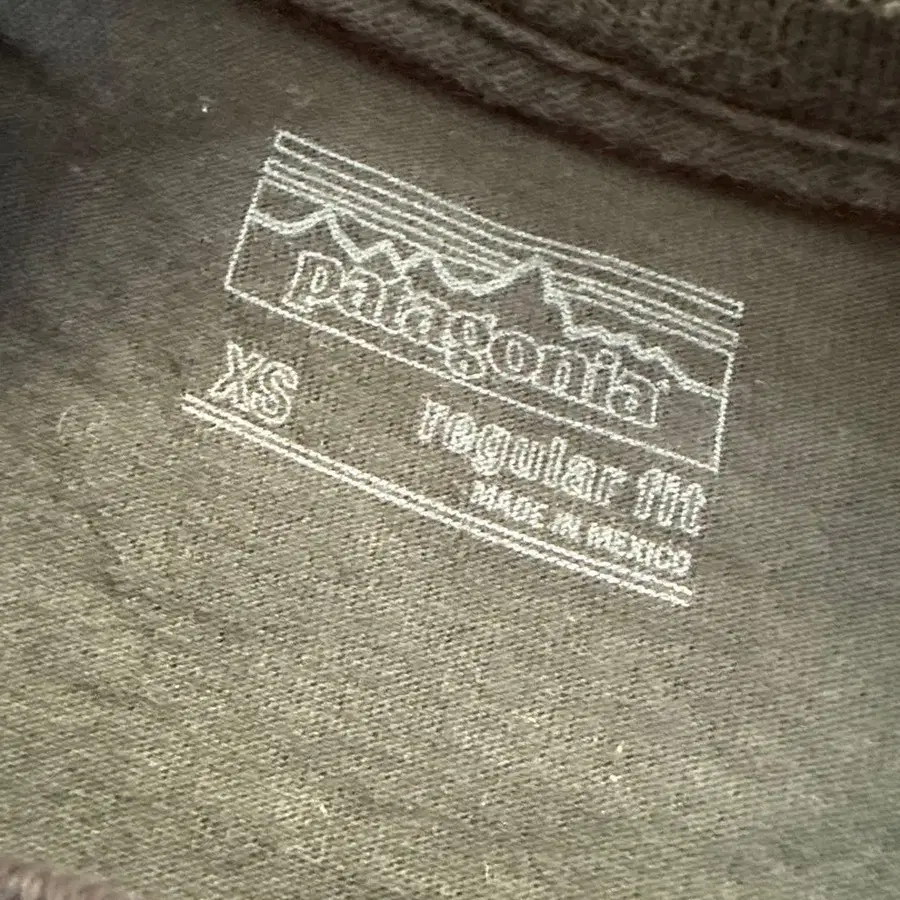 patagonia
XS
regular fit
MADE IN MEXICO